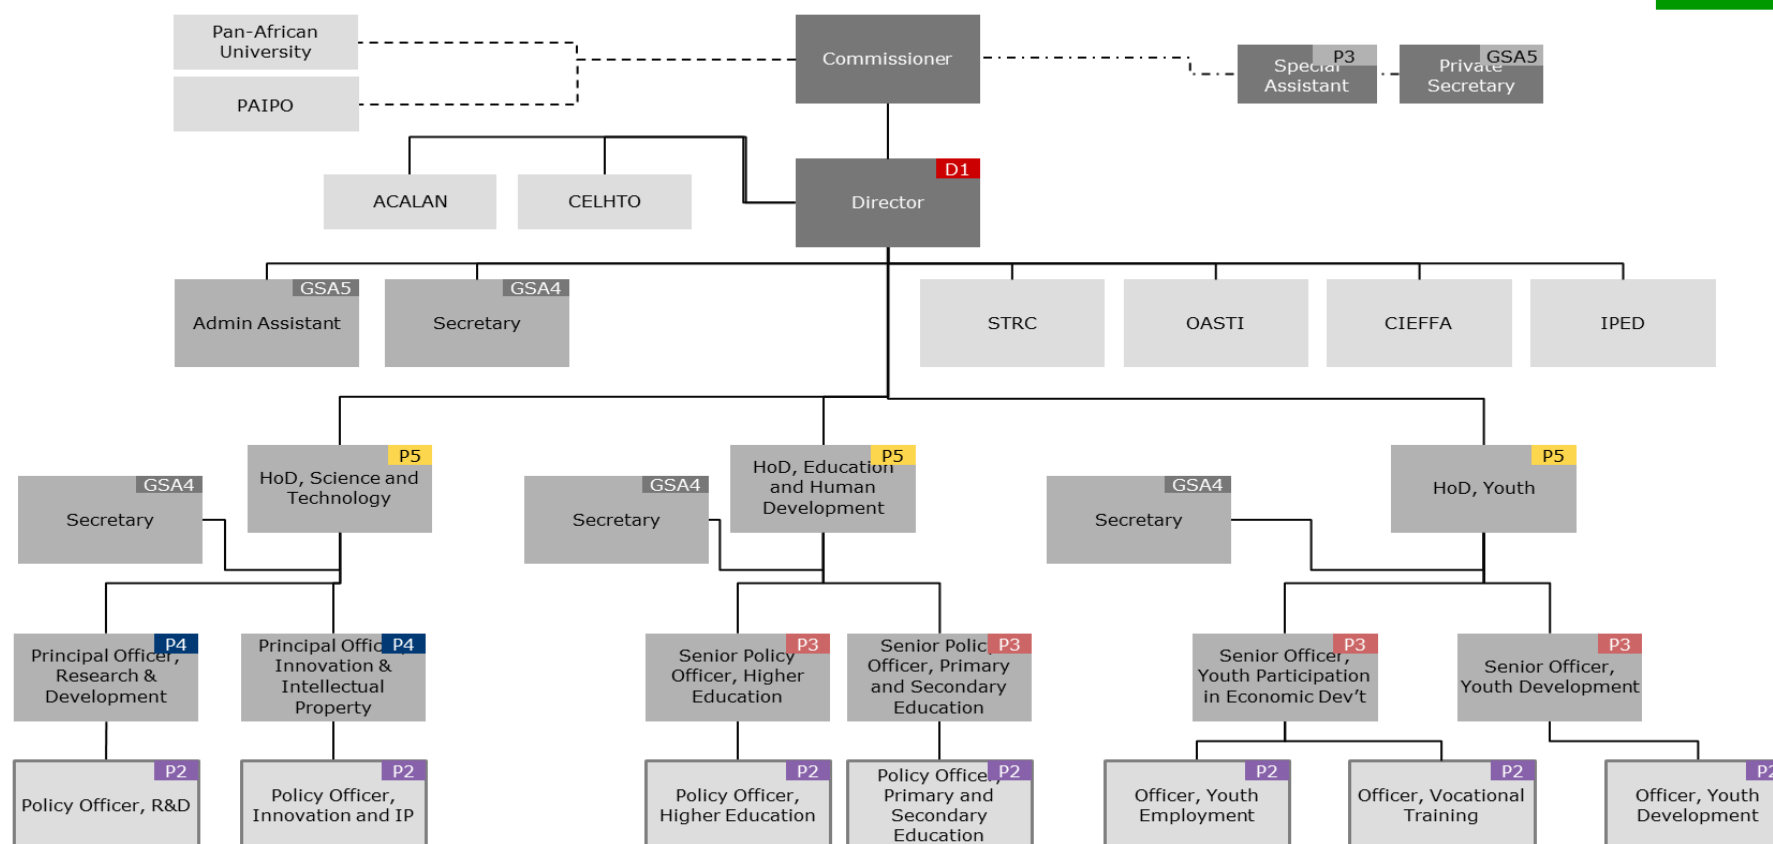 Pan-African
University
PAIPO
Commissioner
P3
Special
Assistant
GSA5
Private
Secretary
ACALAN
CELHTO
D1
Director
GSA5
Admin Assistant
GSA4
Secretary
STRC
OASTI
CIEFFA
IPED
P5
HoD, Science and
Technology
GSA4
Secretary
P5
HoD, Education
and Human
Development
GSA4
Secretary
P5
HoD, Youth
GSA4
Secretary
P4
Principal Officer,
Research &
Development
P4
Principal Officer,
Innovation &
Intellectual
Property
P3
Senior Policy
Officer, Higher
Education
P3
Senior Policy
Officer, Primary
and Secondary
Education
P3
Senior Officer,
Youth Participation
in Economic Dev't
P3
Senior Officer,
Youth Development
P2
Policy Officer, R&D
P2
Policy Officer,
Innovation and IP
P2
Policy Officer,
Higher Education
P2
Policy Officer,
Primary and
Secondary
Education
P2
Officer, Youth
Employment
P2
Officer, Vocational
Training
P2
Officer, Youth
Development